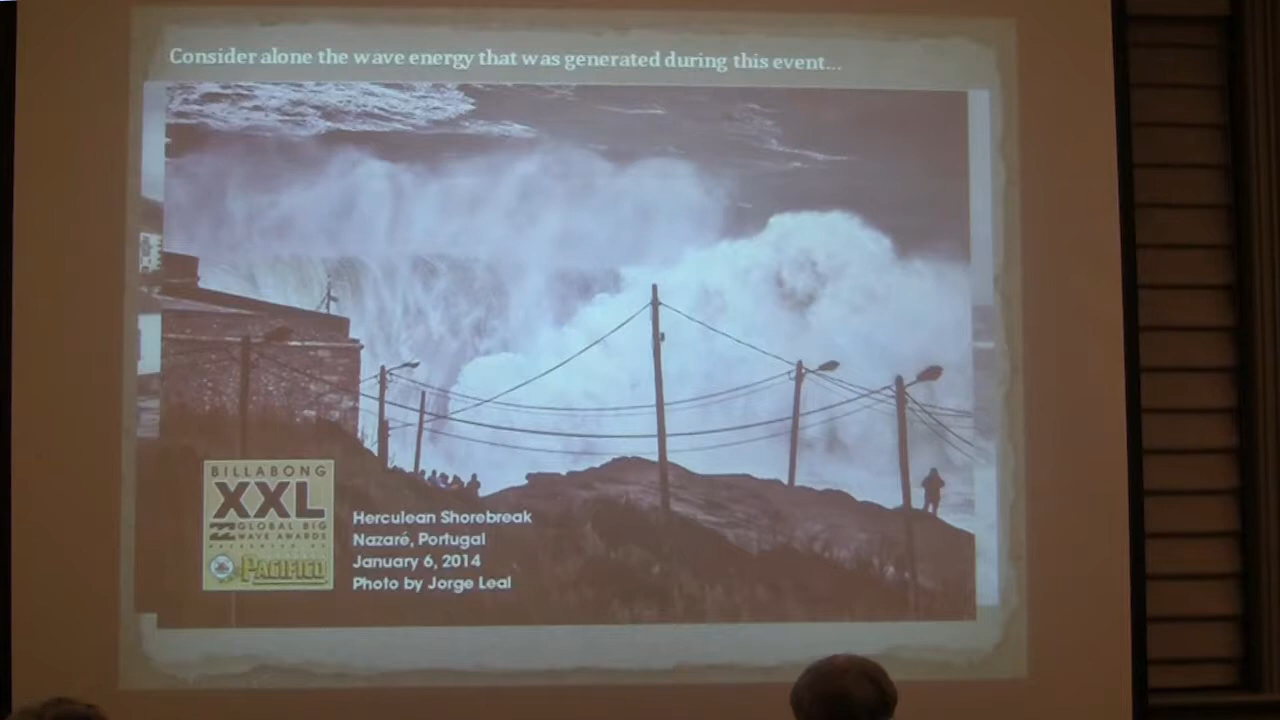 Consider alone the wave energy that was generated during this event...
BILLABONG
XXL
GLOBAL BIG
WAVE AWARDS
PACIFICO
Herculean Shorebreak
Nazaré, Portugal
January 6, 2014
Photo by Jorge Leal